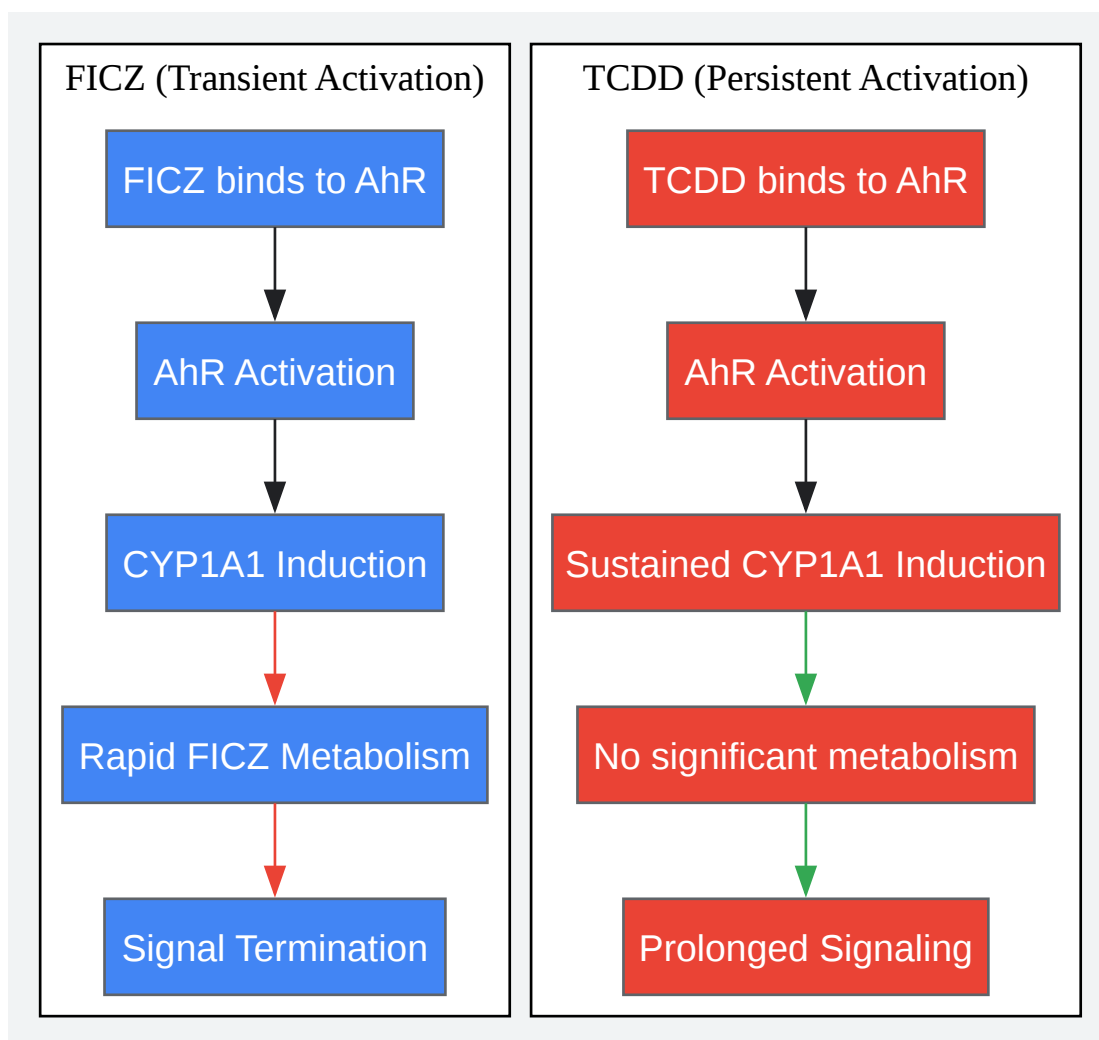 FICZ (Transient Activation)
FICZ binds to AhR
AhR Activation
CYP1A1 Induction
Rapid FICZ Metabolism
Signal Termination
TCDD (Persistent Activation)
TCDD binds to AhR
AhR Activation
Sustained CYP1A1 Induction
No significant metabolism
Prolonged Signaling